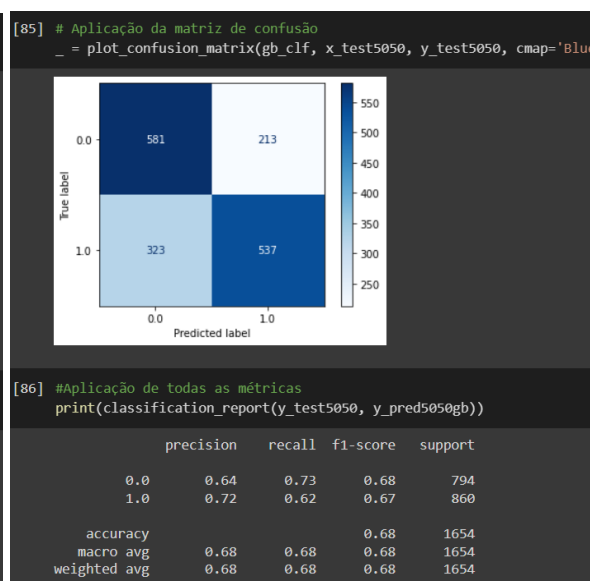 [85] # Aplicação da matriz de confusão
_ = plot_confusion_matrix(gb_clf, x_test5050, y_test5050, cmap='Blue
550
0.0 581 213
500
450
400
True label
350
1.0 323 537
300
250
0.0 1.0
Predicted label
[86] #Aplicação de todas as métricas
print(classification_report(y_test5050, y_pred5050gb))
precision recall f1-score support
0.0 0.64 0.73 0.68 794
1.0 0.72 0.62 0.67 860
accuracy 0.68 1654
macro avg 0.68 0.68 0.68 1654
weighted avg 0.68 0.68 0.68 1654